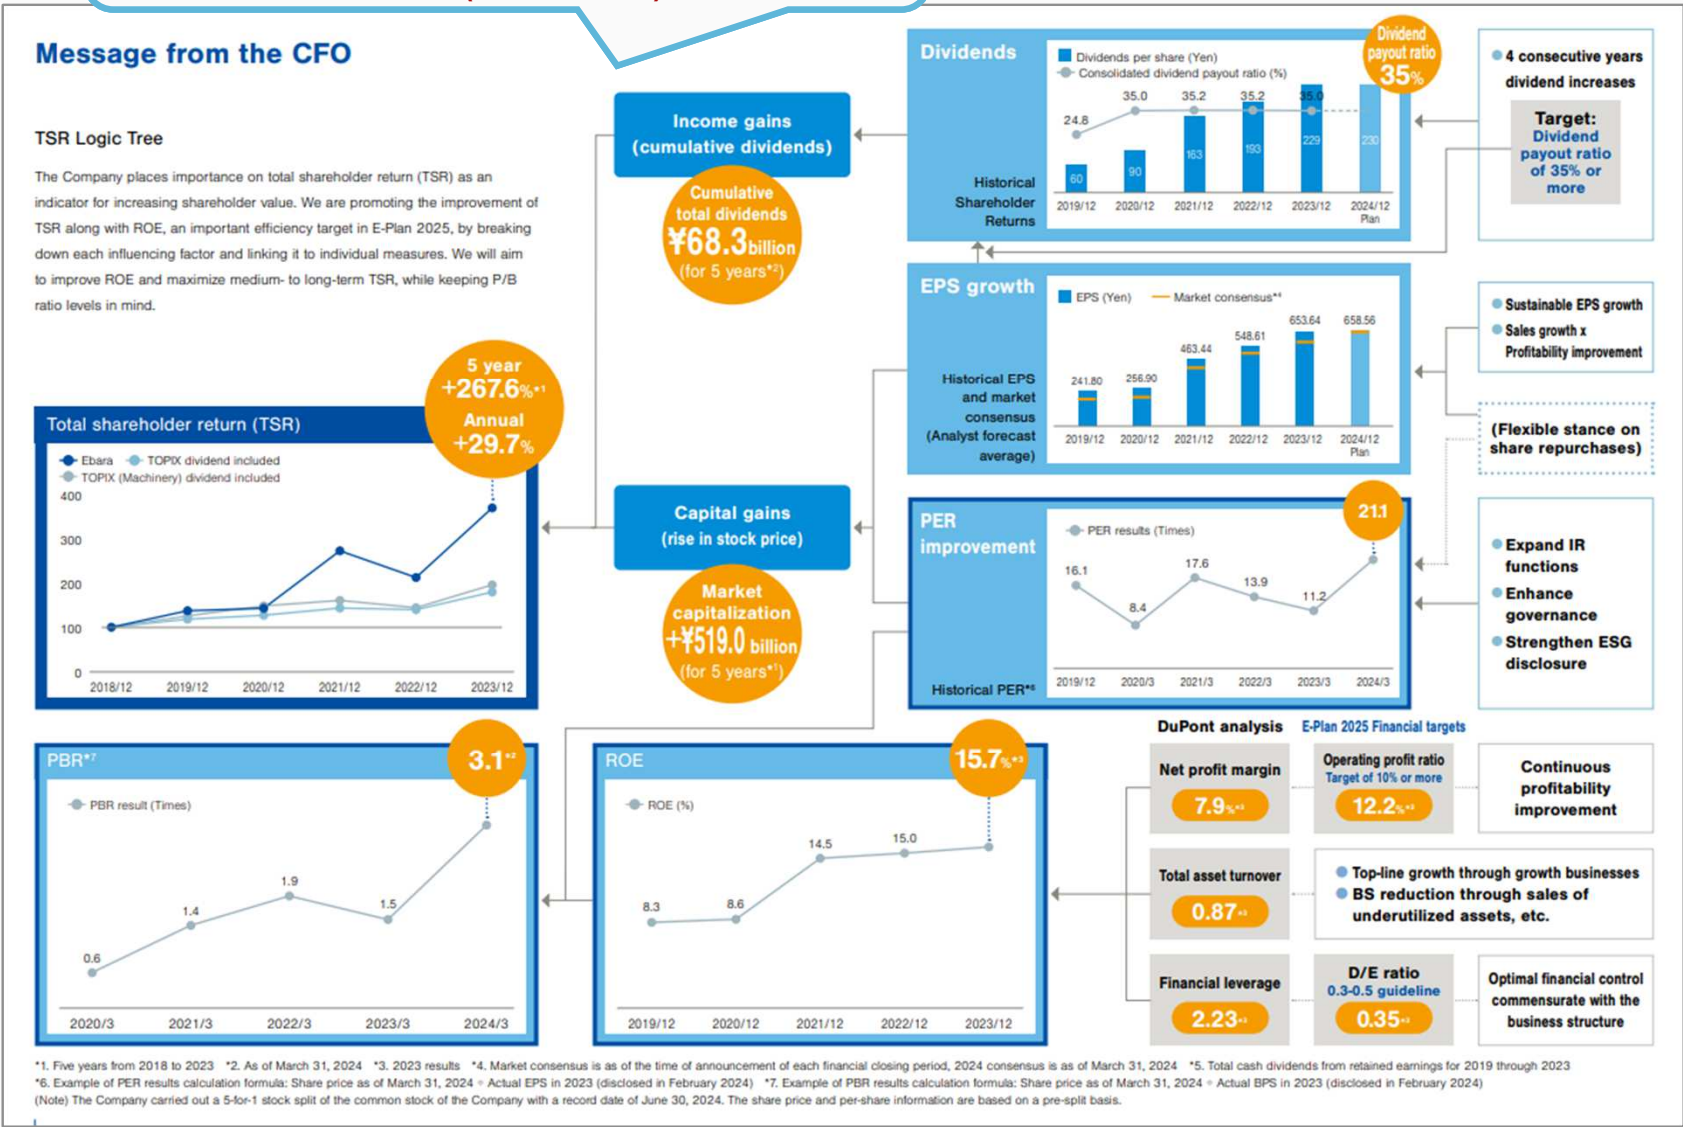 Message from the CFO
TSR Logic Tree
The Company places importance on total shareholder return (TSR) as an
indicator for increasing shareholder value. We are promoting the improvement of
TSR along with ROE, an important efficiency target in E-Plan 2025, by breaking
down each influencing factor and linking it to individual measures. We will aim
to improve ROE and maximize medium- to long-term TSR, while keeping P/B
ratio levels in mind.
5 year
+267.6%*1
Annual
+29.7%
Total shareholder return (TSR)
Ebara TOPIX dividend included
TOPIX (Machinery) dividend included
400
300
200
100
0
2018/12 2019/12 2020/12 2021/12 2022/12 2023/12
Income gains
(cumulative dividends)
Cumulative
total dividends
¥68.3billion
(for 5 years*2)
Capital gains
(rise in stock price)
Market
capitalization
+¥519.0 billion
(for 5 years*1)
Dividends
Historical
Shareholder
Returns
Dividends per share (Yen)
Consolidated dividend payout ratio (%)
24.8 35.0 35.2 35.2 35.0
60 90 163 193 229 230
2019/12 2020/12 2021/12 2022/12 2023/12 2024/12
Plan
Dividend
payout ratio
35%
4 consecutive years
dividend increases
Target:
Dividend
payout ratio
of 35% or
more
EPS growth
Historical EPS
and market
consensus
(Analyst forecast
average)
EPS (Yen) Market consensus*4
241.80 256.90 463.44 548.61 653.64 658.56
2019/12 2020/12 2021/12 2022/12 2023/12 2024/12
Plan
Sustainable EPS growth
Sales growth x
Profitability improvement
(Flexible stance on
share repurchases)
PER
improvement
Historical PER*6
PER results (Times)
21.1
16.1 8.4 17.6 13.9 11.2
2019/12 2020/3 2021/3 2022/3 2023/3 2024/3
Expand IR
functions
Enhance
governance
Strengthen ESG
disclosure
PBR*7
3.1*2
PBR result (Times)
0.6 1.4 1.9 1.5
2020/3 2021/3 2022/3 2023/3 2024/3
ROE
15.7%*3
ROE (%)
8.3 8.6 14.5 15.0
2019/12 2020/12 2021/12 2022/12 2023/12
DuPont analysis E-Plan 2025 Financial targets
Net profit margin
7.9%*3
Operating profit ratio
Target of 10% or more
12.2%*3
Continuous
profitability
improvement
Total asset turnover
0.87*3
Top-line growth through growth businesses
BS reduction through sales of
underutilized assets, etc.
Financial leverage
2.23*3
D/E ratio
0.3-0.5 guideline
0.35*3
Optimal financial control
commensurate with the
business structure
*1. Five years from 2018 to 2023 *2. As of March 31, 2024 *3. 2023 results *4. Market consensus is as of the time of announcement of each financial closing period, 2024 consensus is as of March 31, 2024 *5. Total cash dividends from retained earnings for 2019 through 2023
*6. Example of PER results calculation formula: Share price as of March 31, 2024 ÷ Actual EPS in 2023 (disclosed in February 2024) *7. Example of PBR results calculation formula: Share price as of March 31, 2024 ÷ Actual BPS in 2023 (disclosed in February 2024)
(Note) The Company carried out a 5-for-1 stock split of the common stock of the Company with a record date of June 30, 2024. The share price and per-share information are based on a pre-split basis.